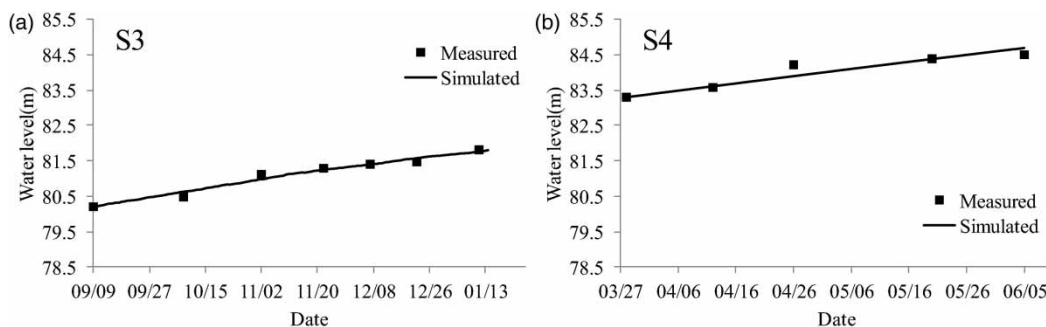 (a)
S3
Measured
Simulated
Water level(m)
85.5
84.5
83.5
82.5
81.5
80.5
79.5
78.5
09/09 09/27 10/15 11/02 11/20 12/08 12/26 01/13
Date
(b)
S4
Measured
Simulated
Water level(m)
85.5
84.5
83.5
82.5
81.5
80.5
79.5
78.5
03/27 04/06 04/16 04/26 05/06 05/16 05/26 06/05
Date